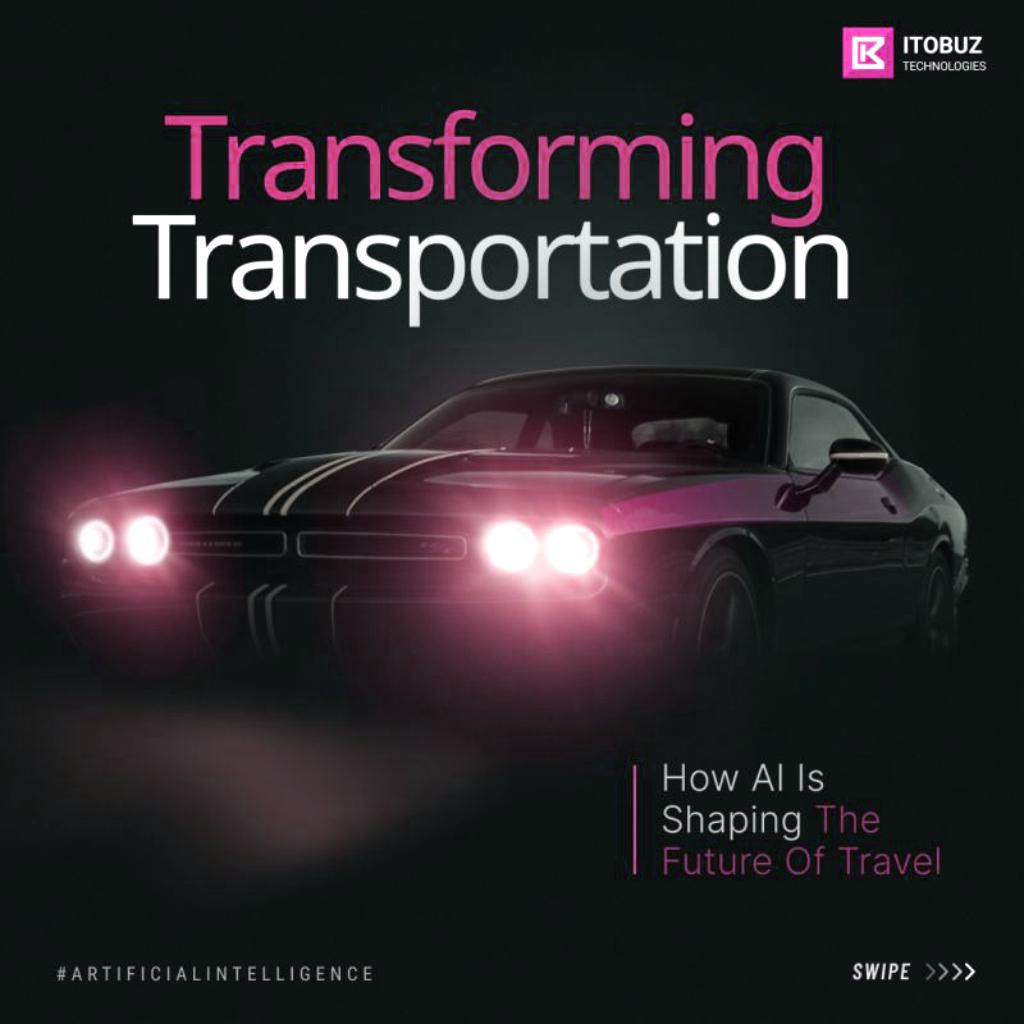 ITOBUZ
TECHNOLOGIES
Transforming
Transportation
How AI Is
Shaping The
Future Of Travel
#ARTIFICIALINTELLIGENCE
SWIPE